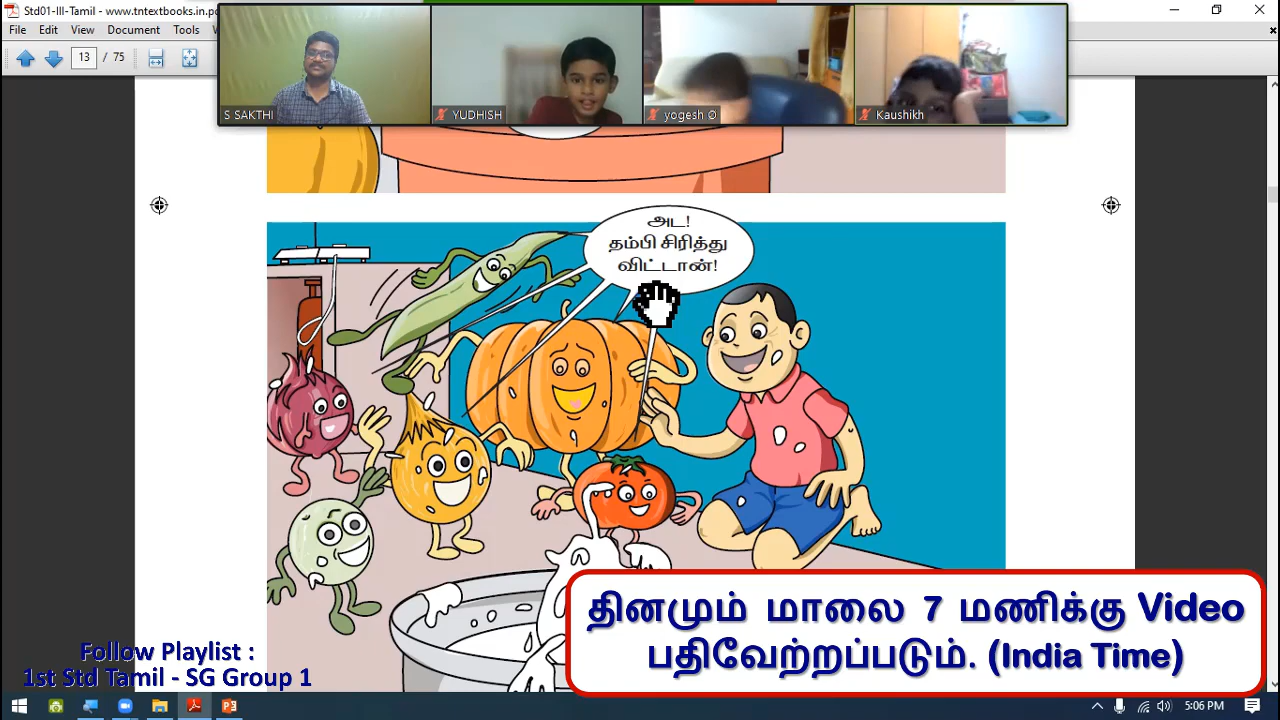 Std01-III-Tamil - www.tntextbooks.in.p
File Edit View Document Tools
13 / 75
S SAKTHI
YUDHISH
yogesh
Kaushikh
அட!
தம்பி சிரித்து
விட்டான்!
தினமும் மாலை 7 மணிக்கு Video
பதிவேற்றப்படும். (India Time)
Follow Playlist :
1st Std Tamil - SG Group 1
5:06 PM